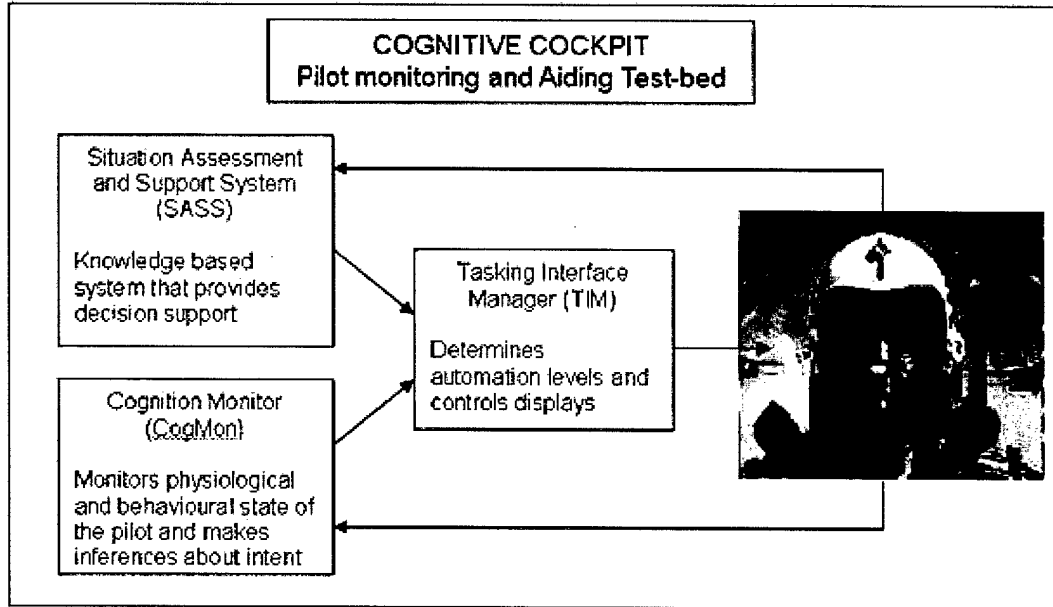 COGNITIVE COCKPIT
Pilot monitoring and Aiding Test-bed
Situation Assessment
and Support System
(SASS)
Knowledge based
system that provides
decision support
Tasking Interface
Manager (TIM)
Determines
automation levels and
controls displays
Cognition Monitor
(CogMon)
Monitors physiological
and behavioural state of
the pilot and makes
inferences about intent